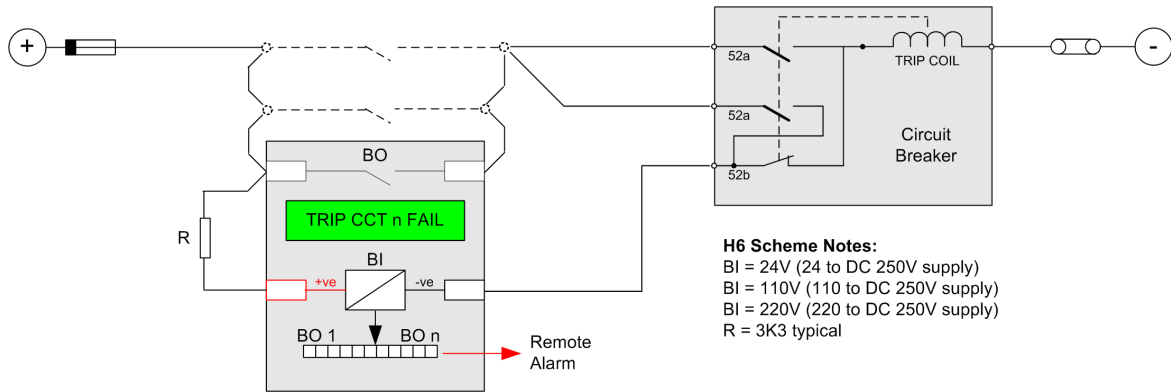 +
52a
TRIP COIL
-
52a
Circuit
Breaker
BO
52b
TRIP CCT n FAIL
R
BI
+ve
-ve
H6 Scheme Notes:
BI = 24V (24 to DC 250V supply)
BI = 110V (110 to DC 250V supply)
BI = 220V (220 to DC 250V supply)
R = 3K3 typical
BO 1
BO n
Remote
Alarm